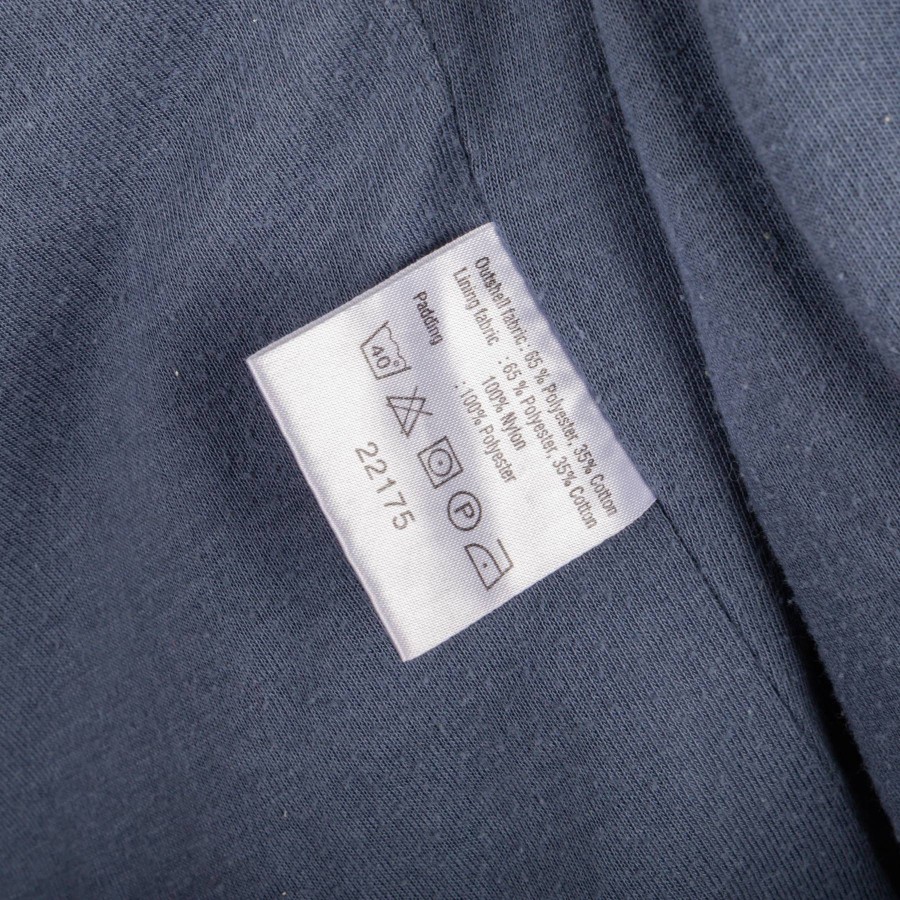 Outshell fabric : 65 % Polyester, 35% Cotton
Lining fabric : 65 % Polyester, 35% Cotton
100% Nylon
Padding : 100% Polyester
40
P
22175